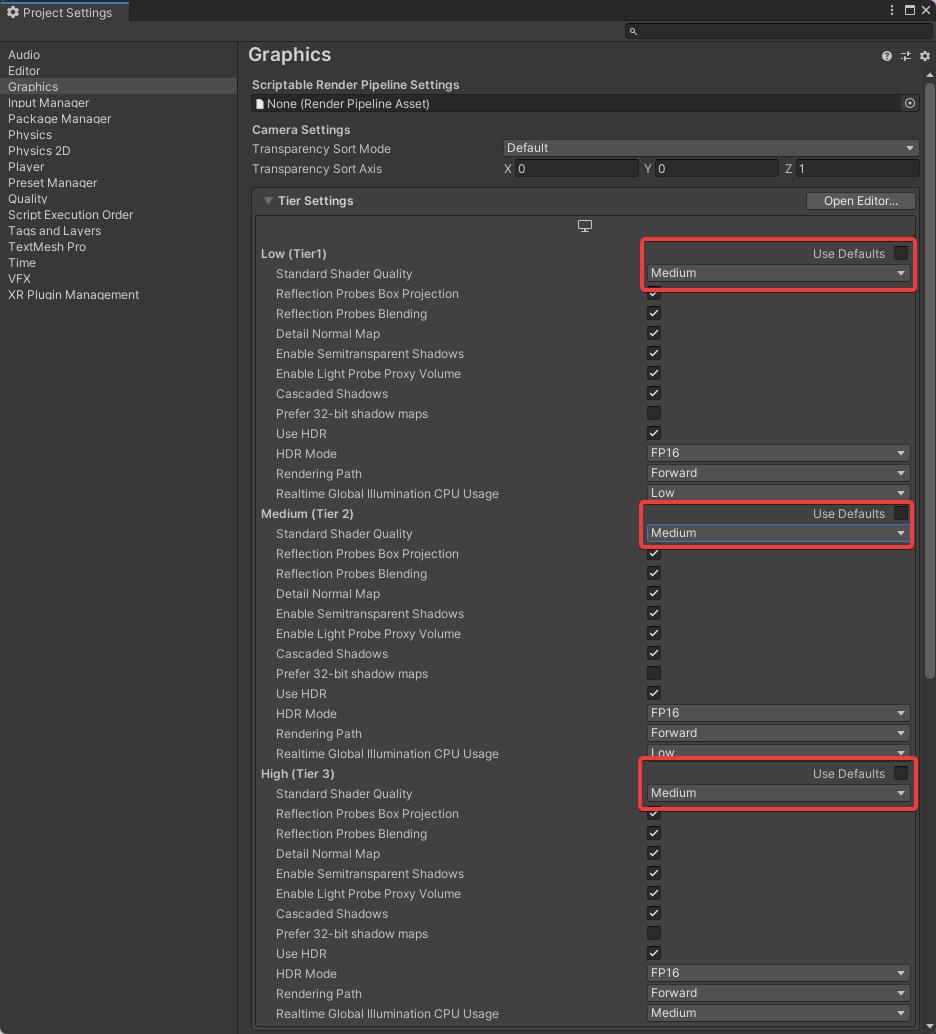 Project Settings
Audio
Editor
Graphics
Input Manager
Package Manager
Physics
Physics 2D
Player
Preset Manager
Quality
Script Execution Order
Tags and Layers
TextMesh Pro
Time
VFX
XR Plugin Management
Graphics
Scriptable Render Pipeline Settings
None (Render Pipeline Asset)
Camera Settings
Transparency Sort Mode Default
Transparency Sort Axis X 0 Y 0 Z 1
Tier Settings Open Editor...
Low (Tier1) Use Defaults
Standard Shader Quality Medium
Reflection Probes Box Projection
Reflection Probes Blending
Detail Normal Map
Enable Semitransparent Shadows
Enable Light Probe Proxy Volume
Cascaded Shadows
Prefer 32-bit shadow maps
Use HDR
HDR Mode FP16
Rendering Path Forward
Realtime Global Illumination CPU Usage Low
Medium (Tier 2) Use Defaults
Standard Shader Quality Medium
Reflection Probes Box Projection
Reflection Probes Blending
Detail Normal Map
Enable Semitransparent Shadows
Enable Light Probe Proxy Volume
Cascaded Shadows
Prefer 32-bit shadow maps
Use HDR
HDR Mode FP16
Rendering Path Forward
Realtime Global Illumination CPU Usage Low
High (Tier 3) Use Defaults
Standard Shader Quality Medium
Reflection Probes Box Projection
Reflection Probes Blending
Detail Normal Map
Enable Semitransparent Shadows
Enable Light Probe Proxy Volume
Cascaded Shadows
Prefer 32-bit shadow maps
Use HDR
HDR Mode FP16
Rendering Path Forward
Realtime Global Illumination CPU Usage Medium